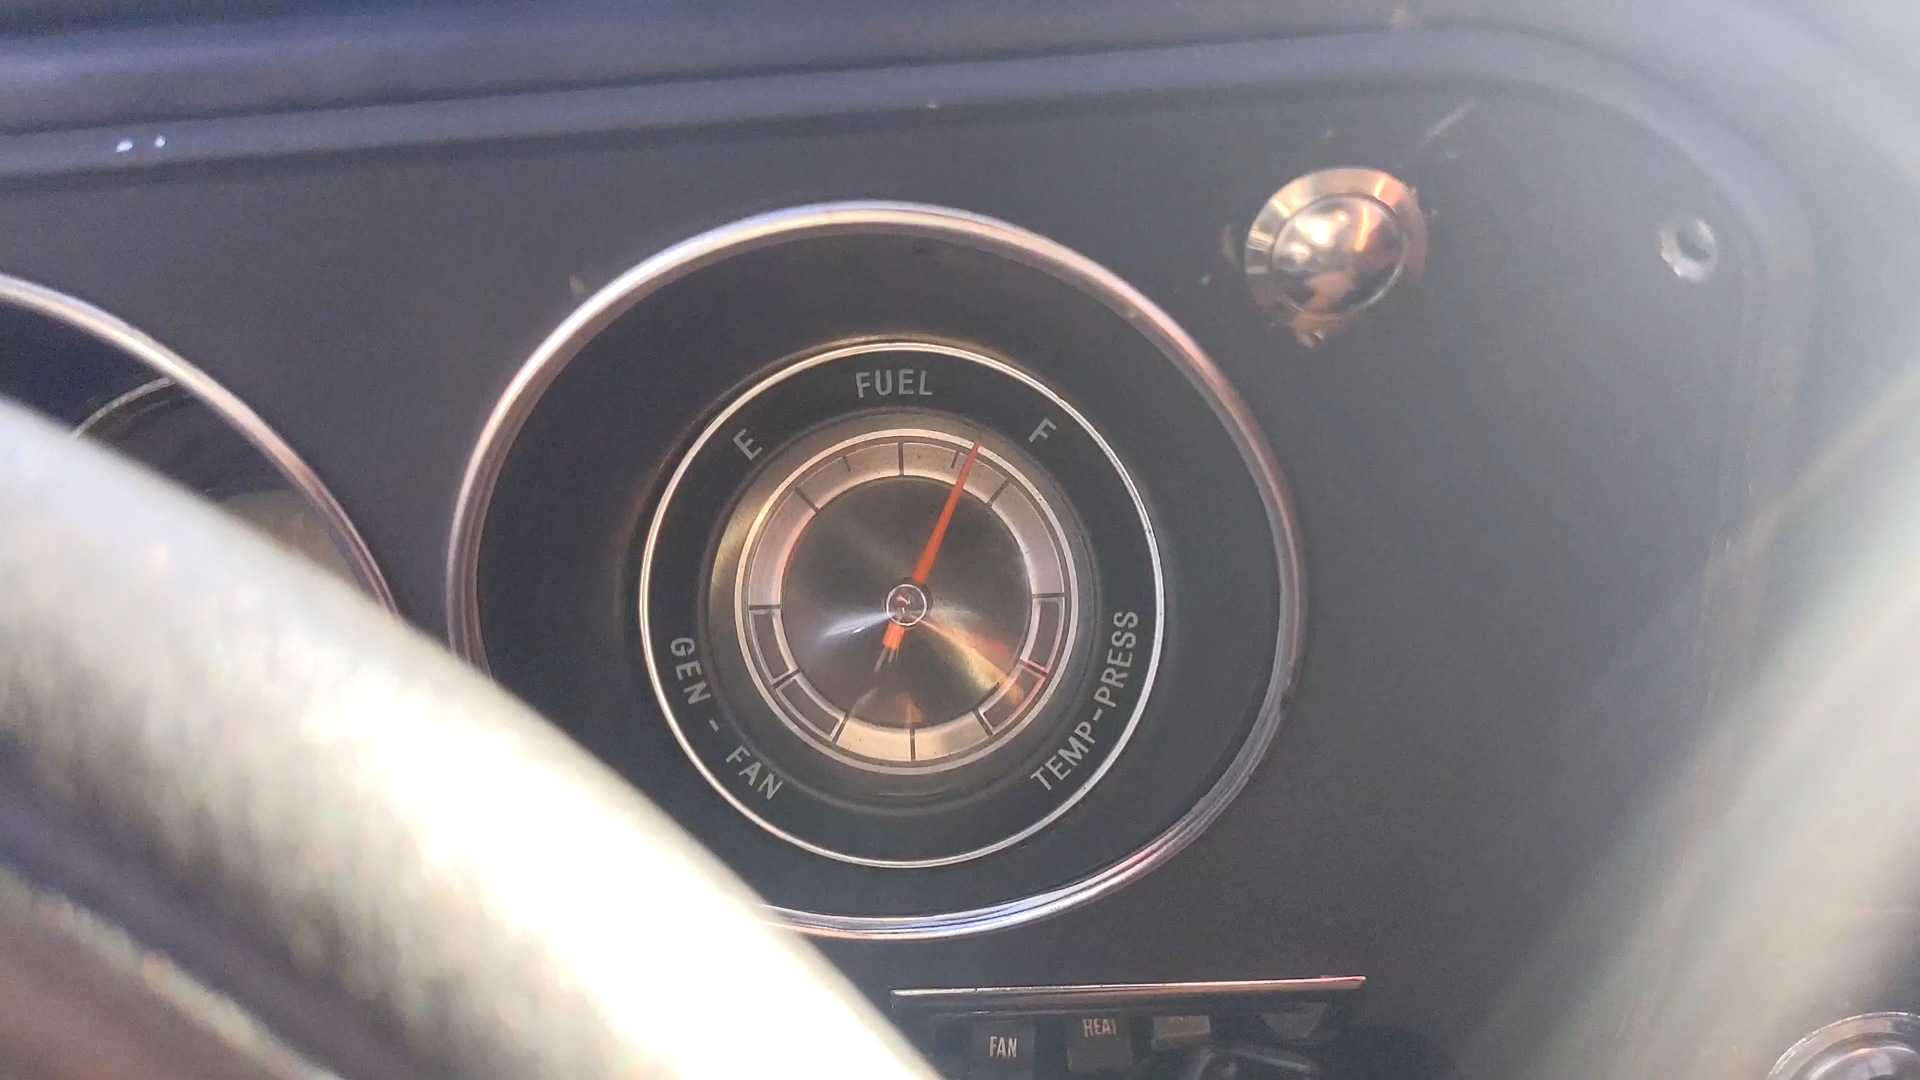 FUEL
E
F
GEN - FAN
TEMP-PRESS
FAN
HEAT